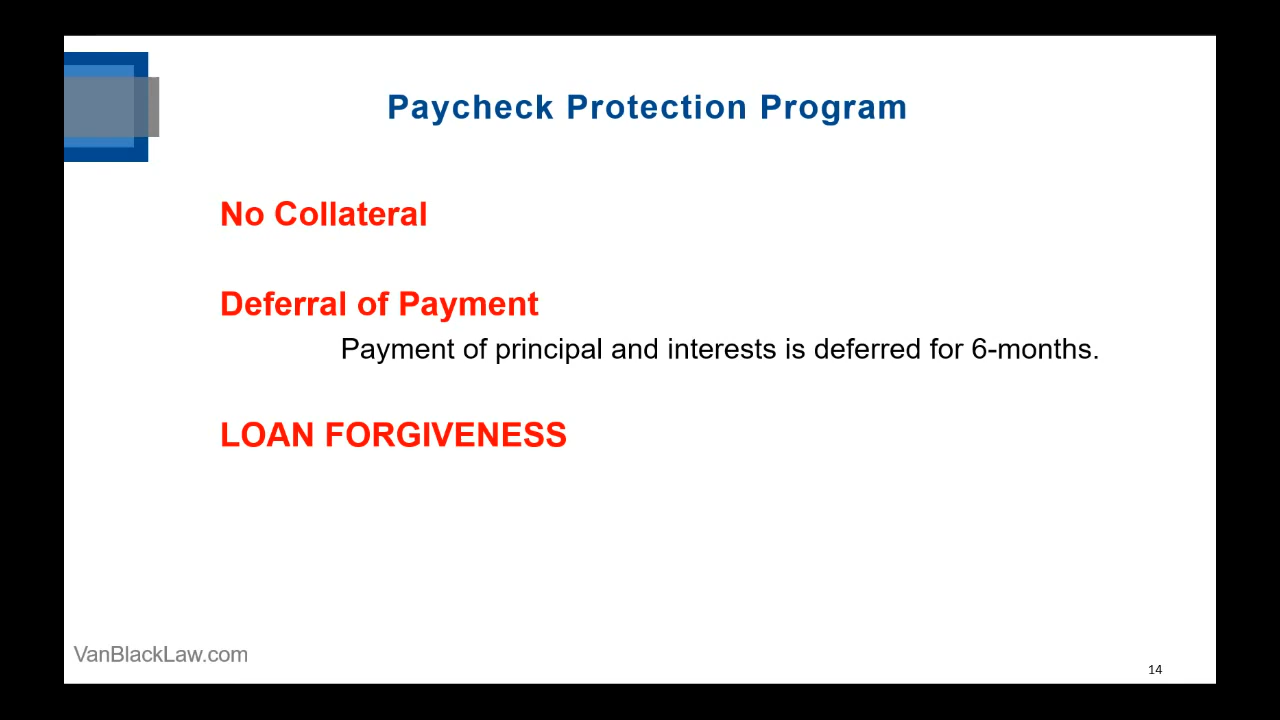 Paycheck Protection Program
No Collateral
Deferral of Payment
Payment of principal and interests is deferred for 6-months.
LOAN FORGIVENESS
VanBlackLaw.com
14